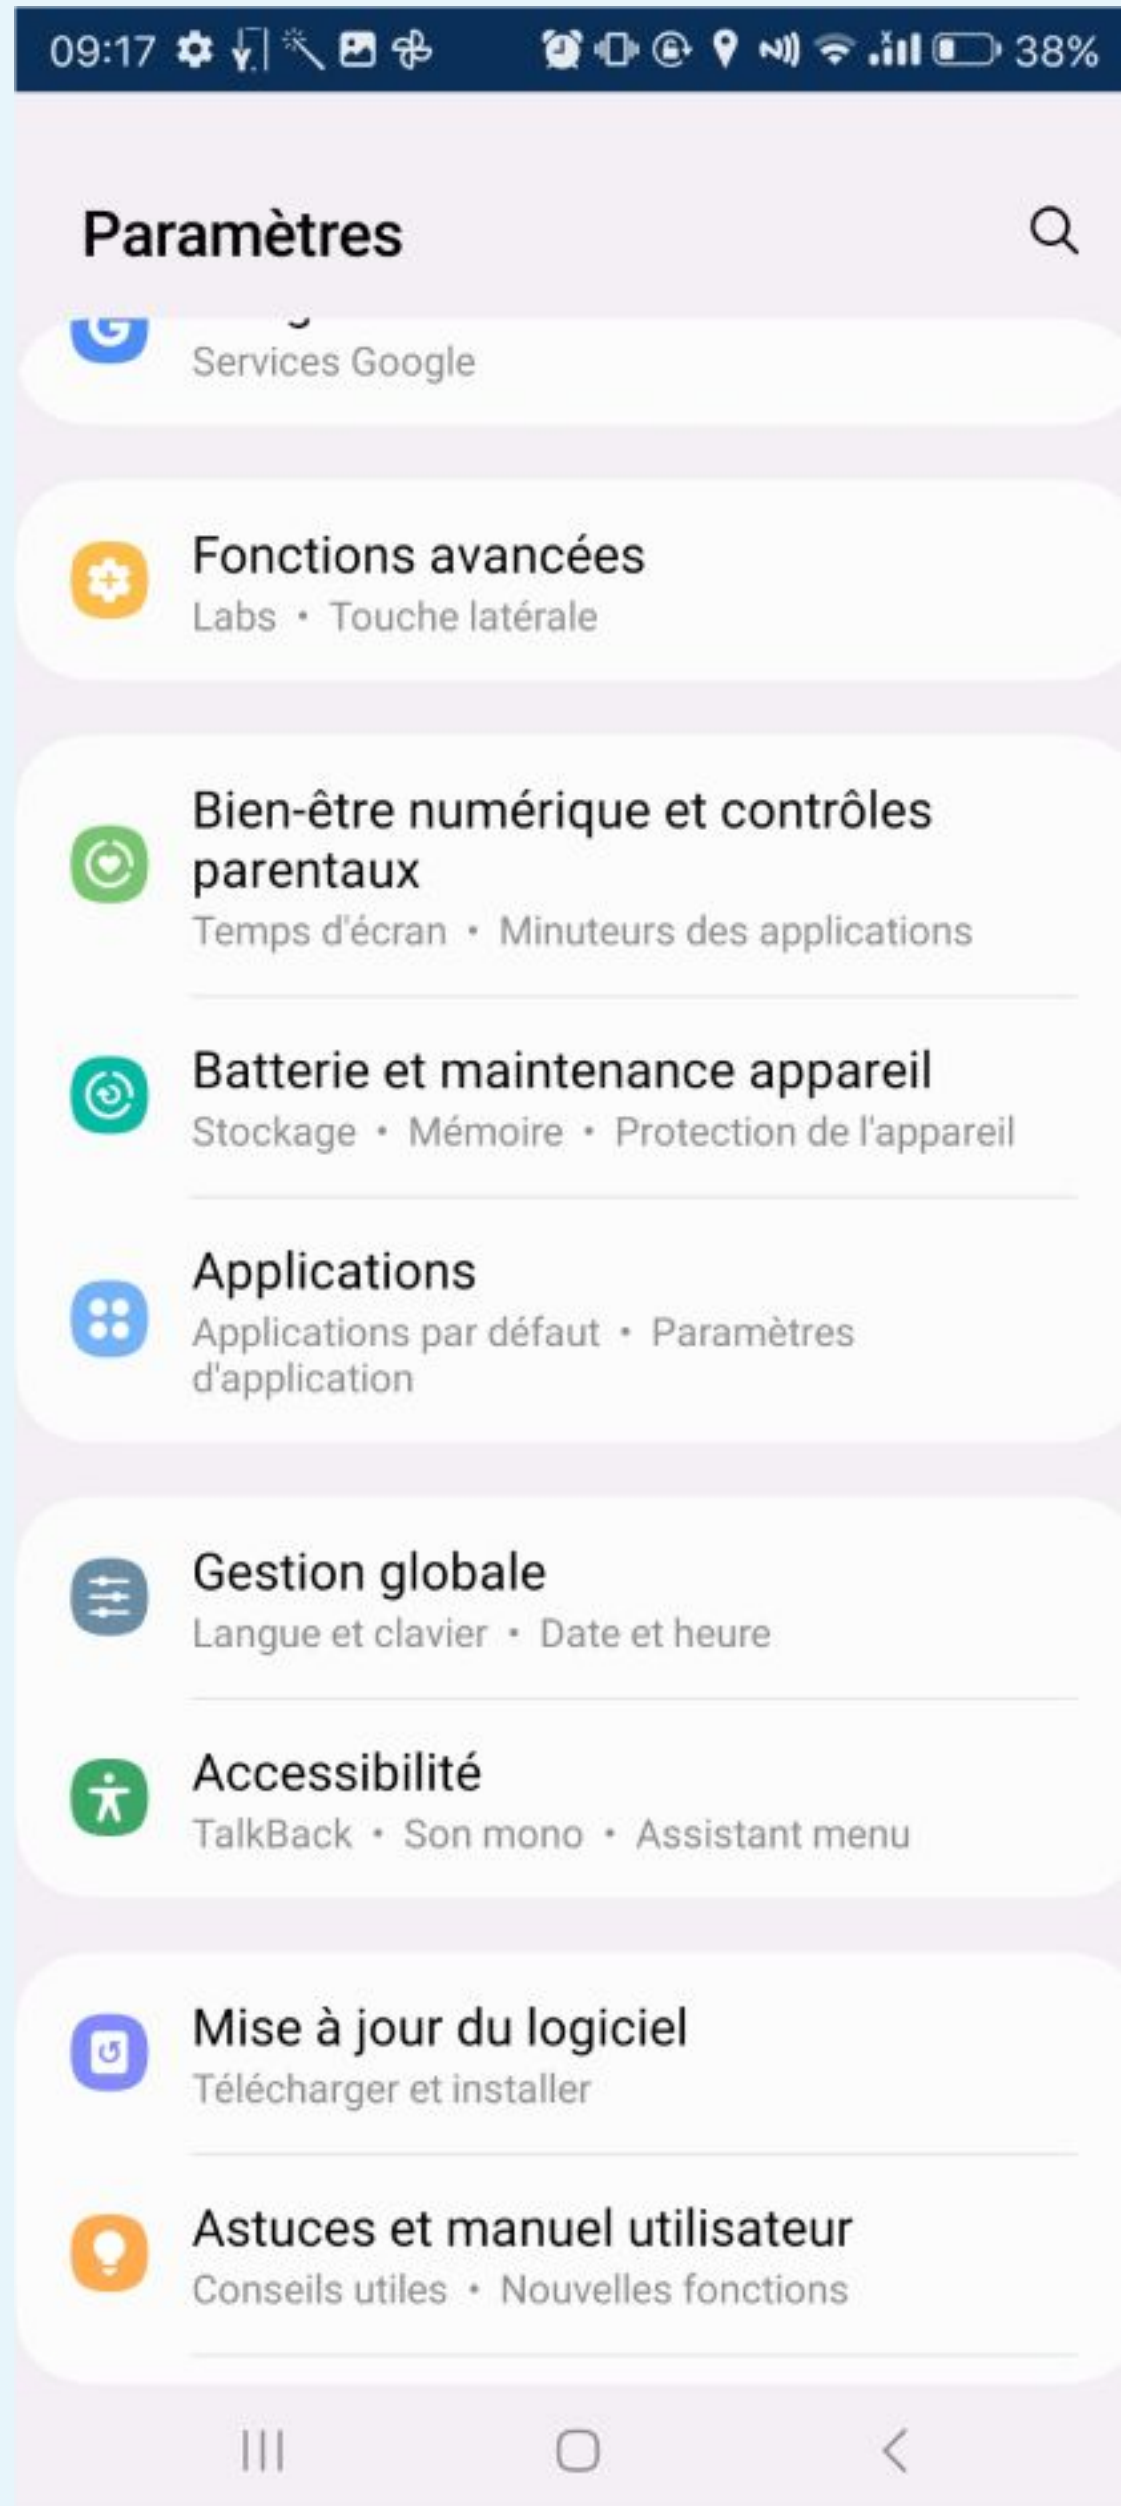 09:17 38%
Paramètres
Services Google
Fonctions avancées
Labs • Touche latérale
Bien-être numérique et contrôles
parentaux
Temps d'écran • Minuteurs des applications
Batterie et maintenance appareil
Stockage • Mémoire • Protection de l'appareil
Applications
Applications par défaut • Paramètres
d'application
Gestion globale
Langue et clavier • Date et heure
Accessibilité
TalkBack • Son mono • Assistant menu
Mise à jour du logiciel
Télécharger et installer
Astuces et manuel utilisateur
Conseils utiles • Nouvelles fonctions